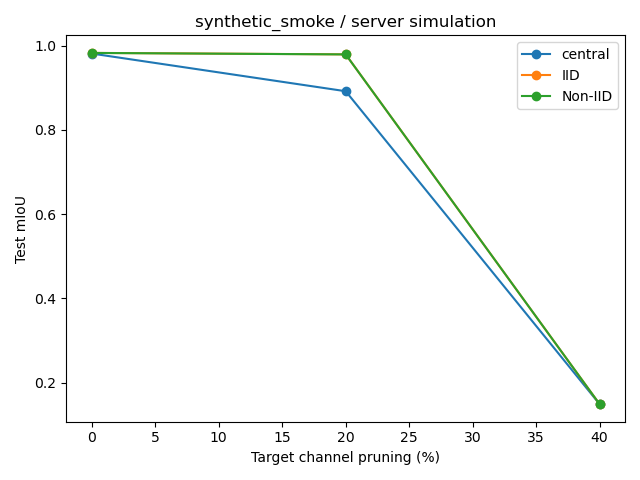 synthetic_smoke / server simulation
central
IID
Non-IID
1.0
0.8
0.6
0.4
0.2
Test mIoU
0 5 10 15 20 25 30 35 40
Target channel pruning (%)